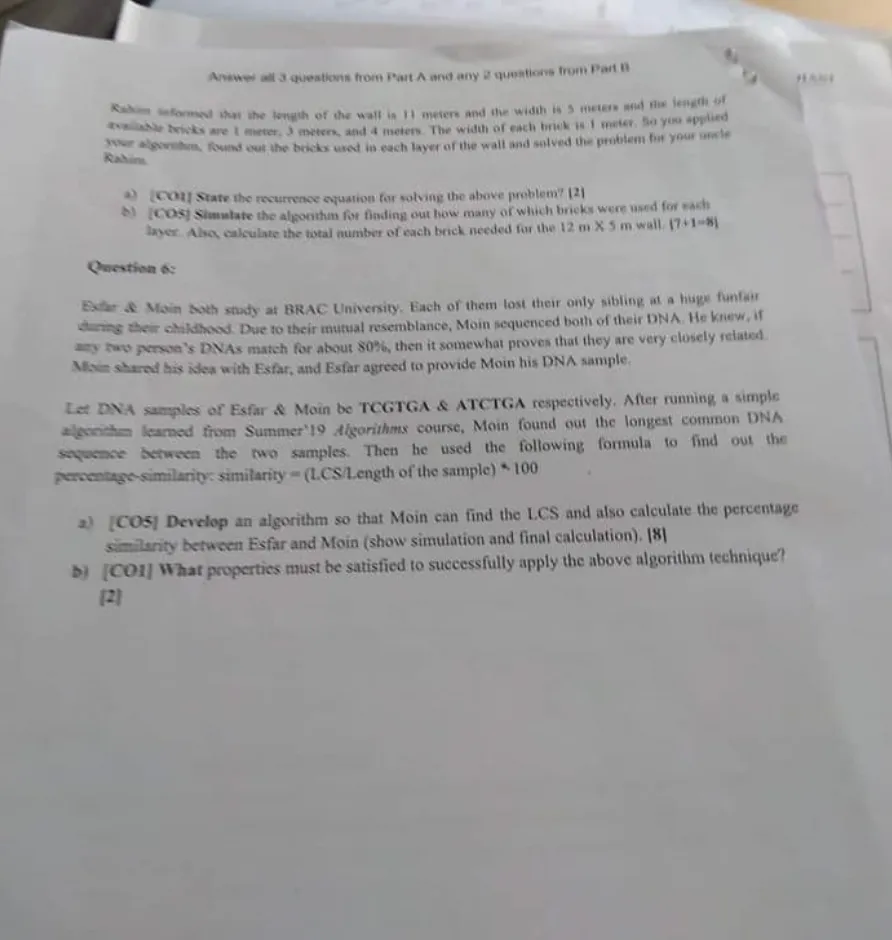 Answer all 3 questions from Part A and any 2 questions from Part B
Rahim informed that the length of the wall is 11 meters and the width is 5 meters and the length of
available bricks are 1 meter, 3 meters, and 4 meters. The width of each brick is 1 meter. So you applied
your algorithm, found out the bricks used in each layer of the wall and solved the problem for your uncle
Rahim.
a) [CO1] State the recurrence equation for solving the above problem? [2]
b) [CO5] Simulate the algorithm for finding out how many of which bricks were used for each
layer. Also, calculate the total number of each brick needed for the 12 m X 5 m wall. [7+1=8]
Question 6:
Esfar & Moin both study at BRAC University. Each of them lost their only sibling at a huge funfair
during their childhood. Due to their mutual resemblance, Moin sequenced both of their DNA. He knew, if
any two person's DNAs match for about 80%, then it somewhat proves that they are very closely related.
Moin shared his idea with Esfar, and Esfar agreed to provide Moin his DNA sample.
Let DNA samples of Esfar & Moin be TCGTGA & ATCTGA respectively. After running a simple
algorithm learned from Summer'19 Algorithms course, Moin found out the longest common DNA
sequence between the two samples. Then he used the following formula to find out the
percentage-similarity: similarity = (LCS/Length of the sample) * 100
a) [CO5] Develop an algorithm so that Moin can find the LCS and also calculate the percentage
similarity between Esfar and Moin (show simulation and final calculation). [8]
b) [CO1] What properties must be satisfied to successfully apply the above algorithm technique?
[2]